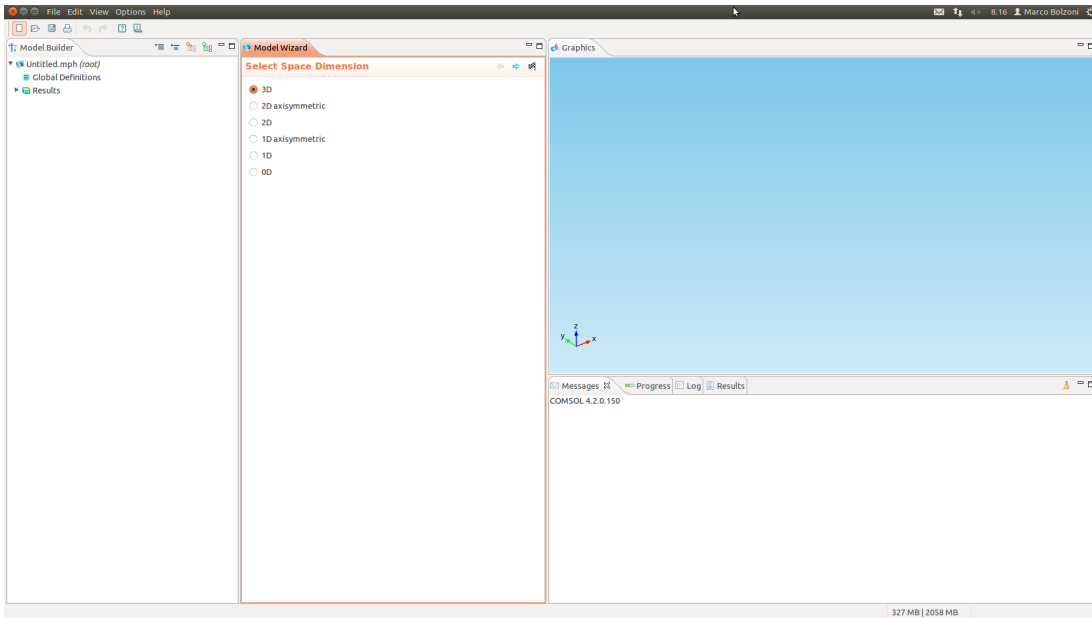 File Edit View Options Help
8.16 Marco Bolzoni
Model Builder
Untitled.mph (root)
Global Definitions
Results
Model Wizard
Select Space Dimension
3D
2D axisymmetric
2D
1D axisymmetric
1D
0D
Graphics
z
y
x
Messages Progress Log Results
COMSOL 4.2.0.150
327 MB | 2058 MB